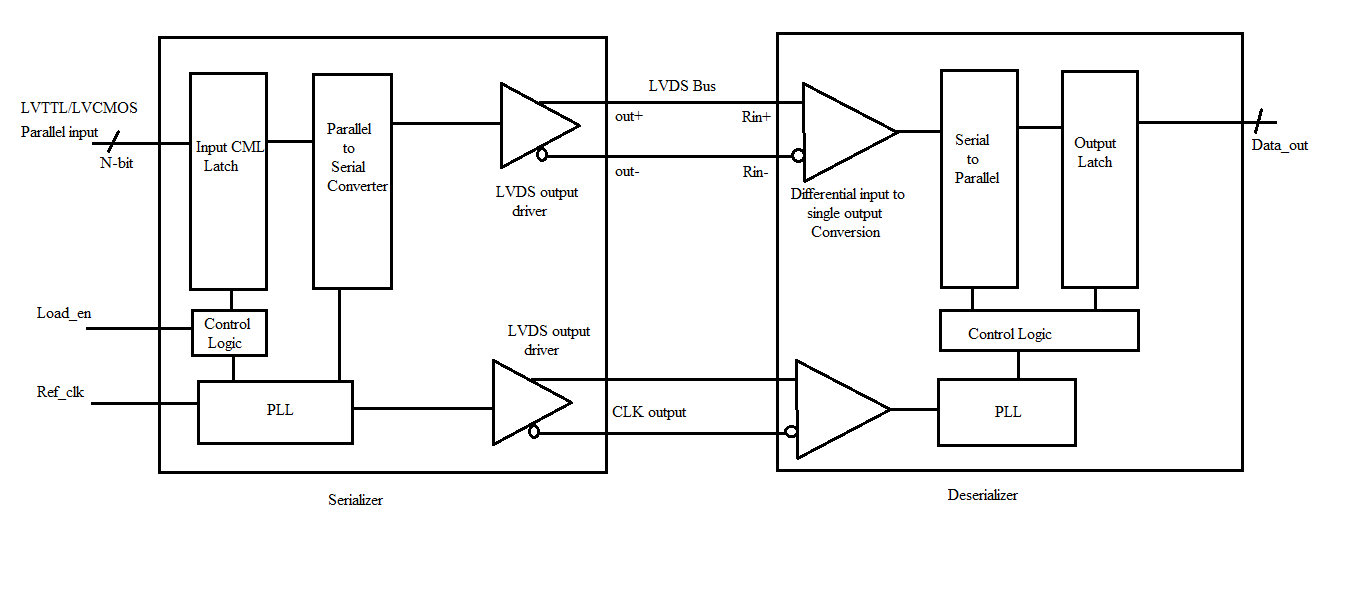 LVTTL/LVCMOS
Parallel input
N-bit
Input CML
Latch
Parallel
to
Serial
Converter
LVDS output
driver
LVDS Bus
out+
out-
Rin+
Rin-
Differential input to
single output
Conversion
Serial
to
Parallel
Output
Latch
Data_out
Load_en
Control
Logic
Ref_clk
PLL
LVDS output
driver
CLK output
Control Logic
PLL
Serializer
Deserializer